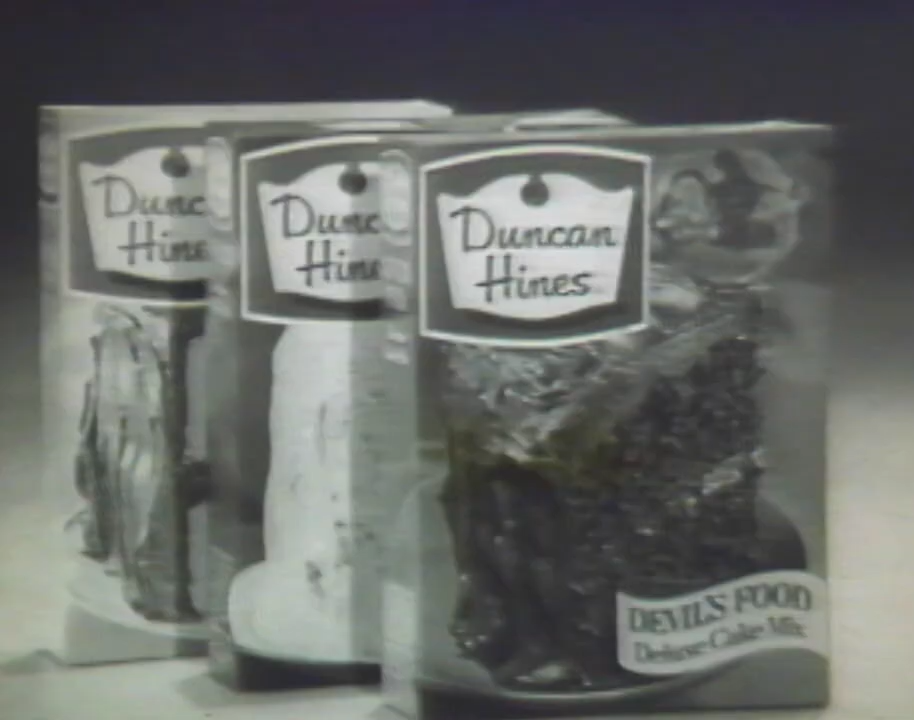 Dunc
Hine
Dunc
Hine
Duncan
Hines
DEVIL'S FOOD
Deluxe Cake Mix